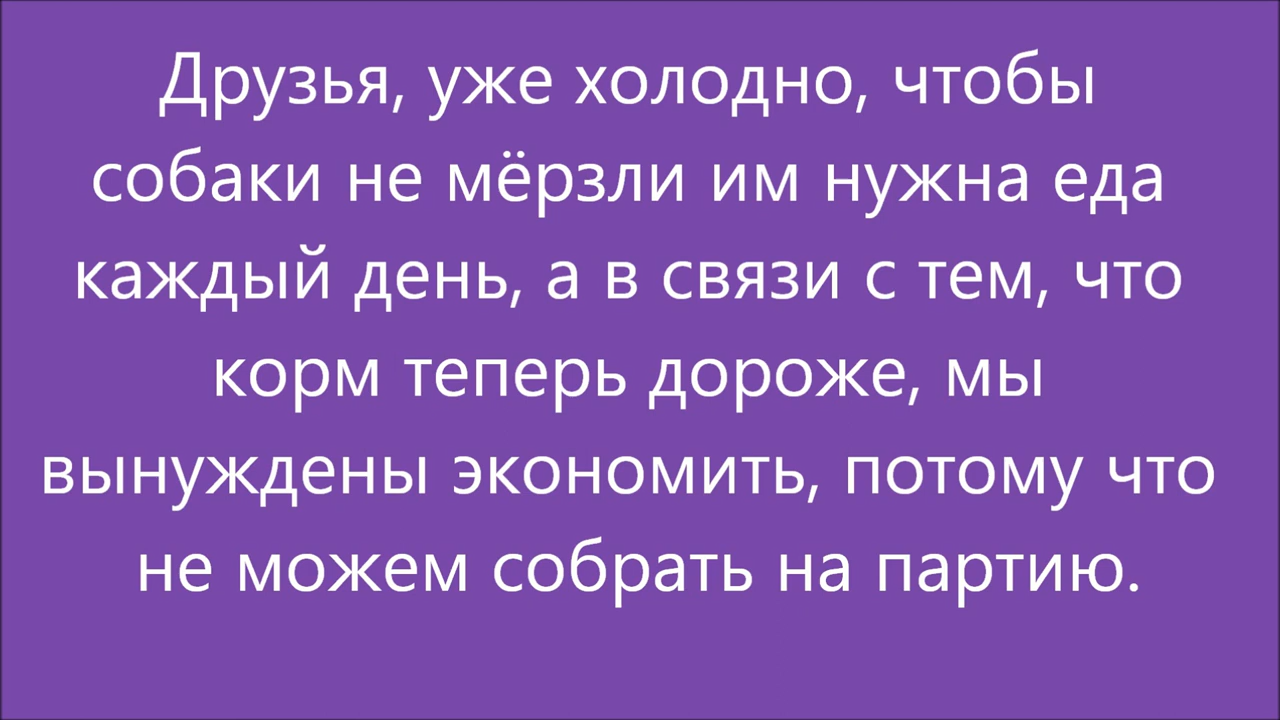 Друзья, уже холодно, чтобы
собаки не мёрзли им нужна еда
каждый день, а в связи с тем, что
корм теперь дороже, мы
вынуждены экономить, потому что
не можем собрать на партию.